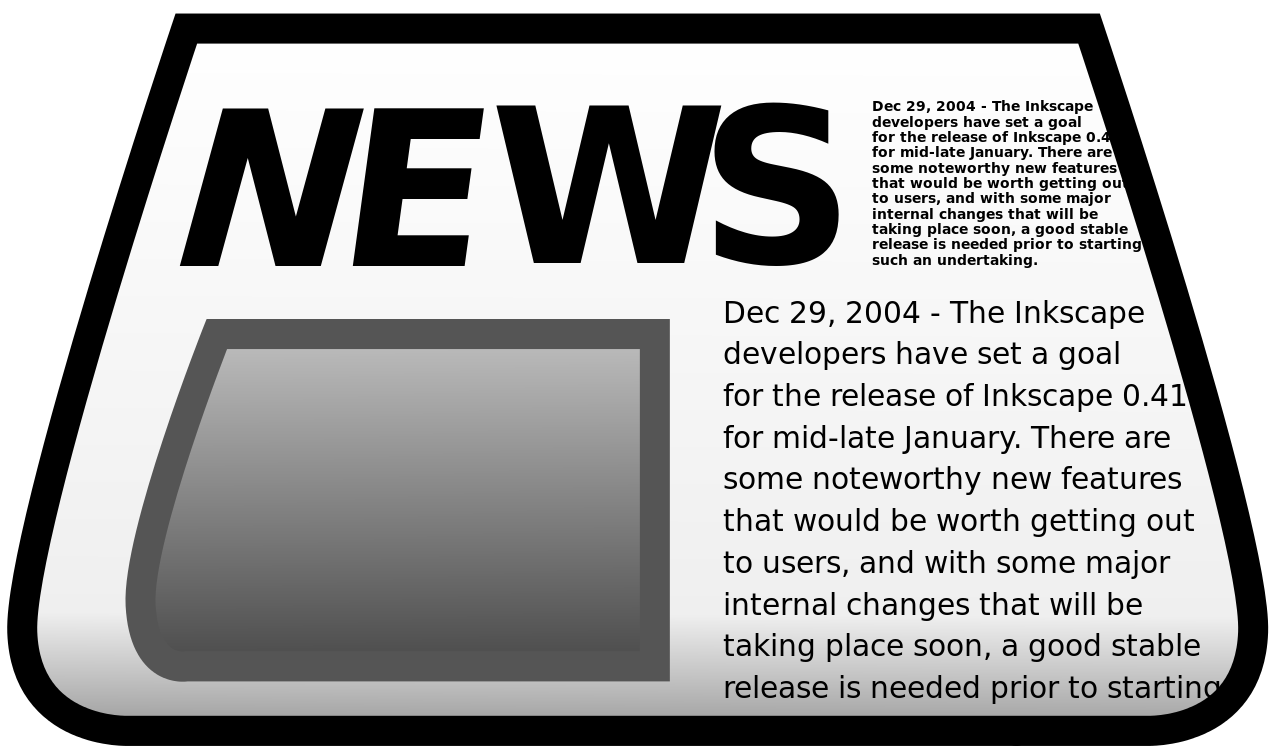 NEWS
Dec 29, 2004 - The Inkscape
developers have set a goal
for the release of Inkscape 0.4
for mid-late January. There are
some noteworthy new features
that would be worth getting out
to users, and with some major
internal changes that will be
taking place soon, a good stable
release is needed prior to starting
such an undertaking.
Dec 29, 2004 - The Inkscape
developers have set a goal
for the release of Inkscape 0.41
for mid-late January. There are
some noteworthy new features
that would be worth getting out
to users, and with some major
internal changes that will be
taking place soon, a good stable
release is needed prior to starting